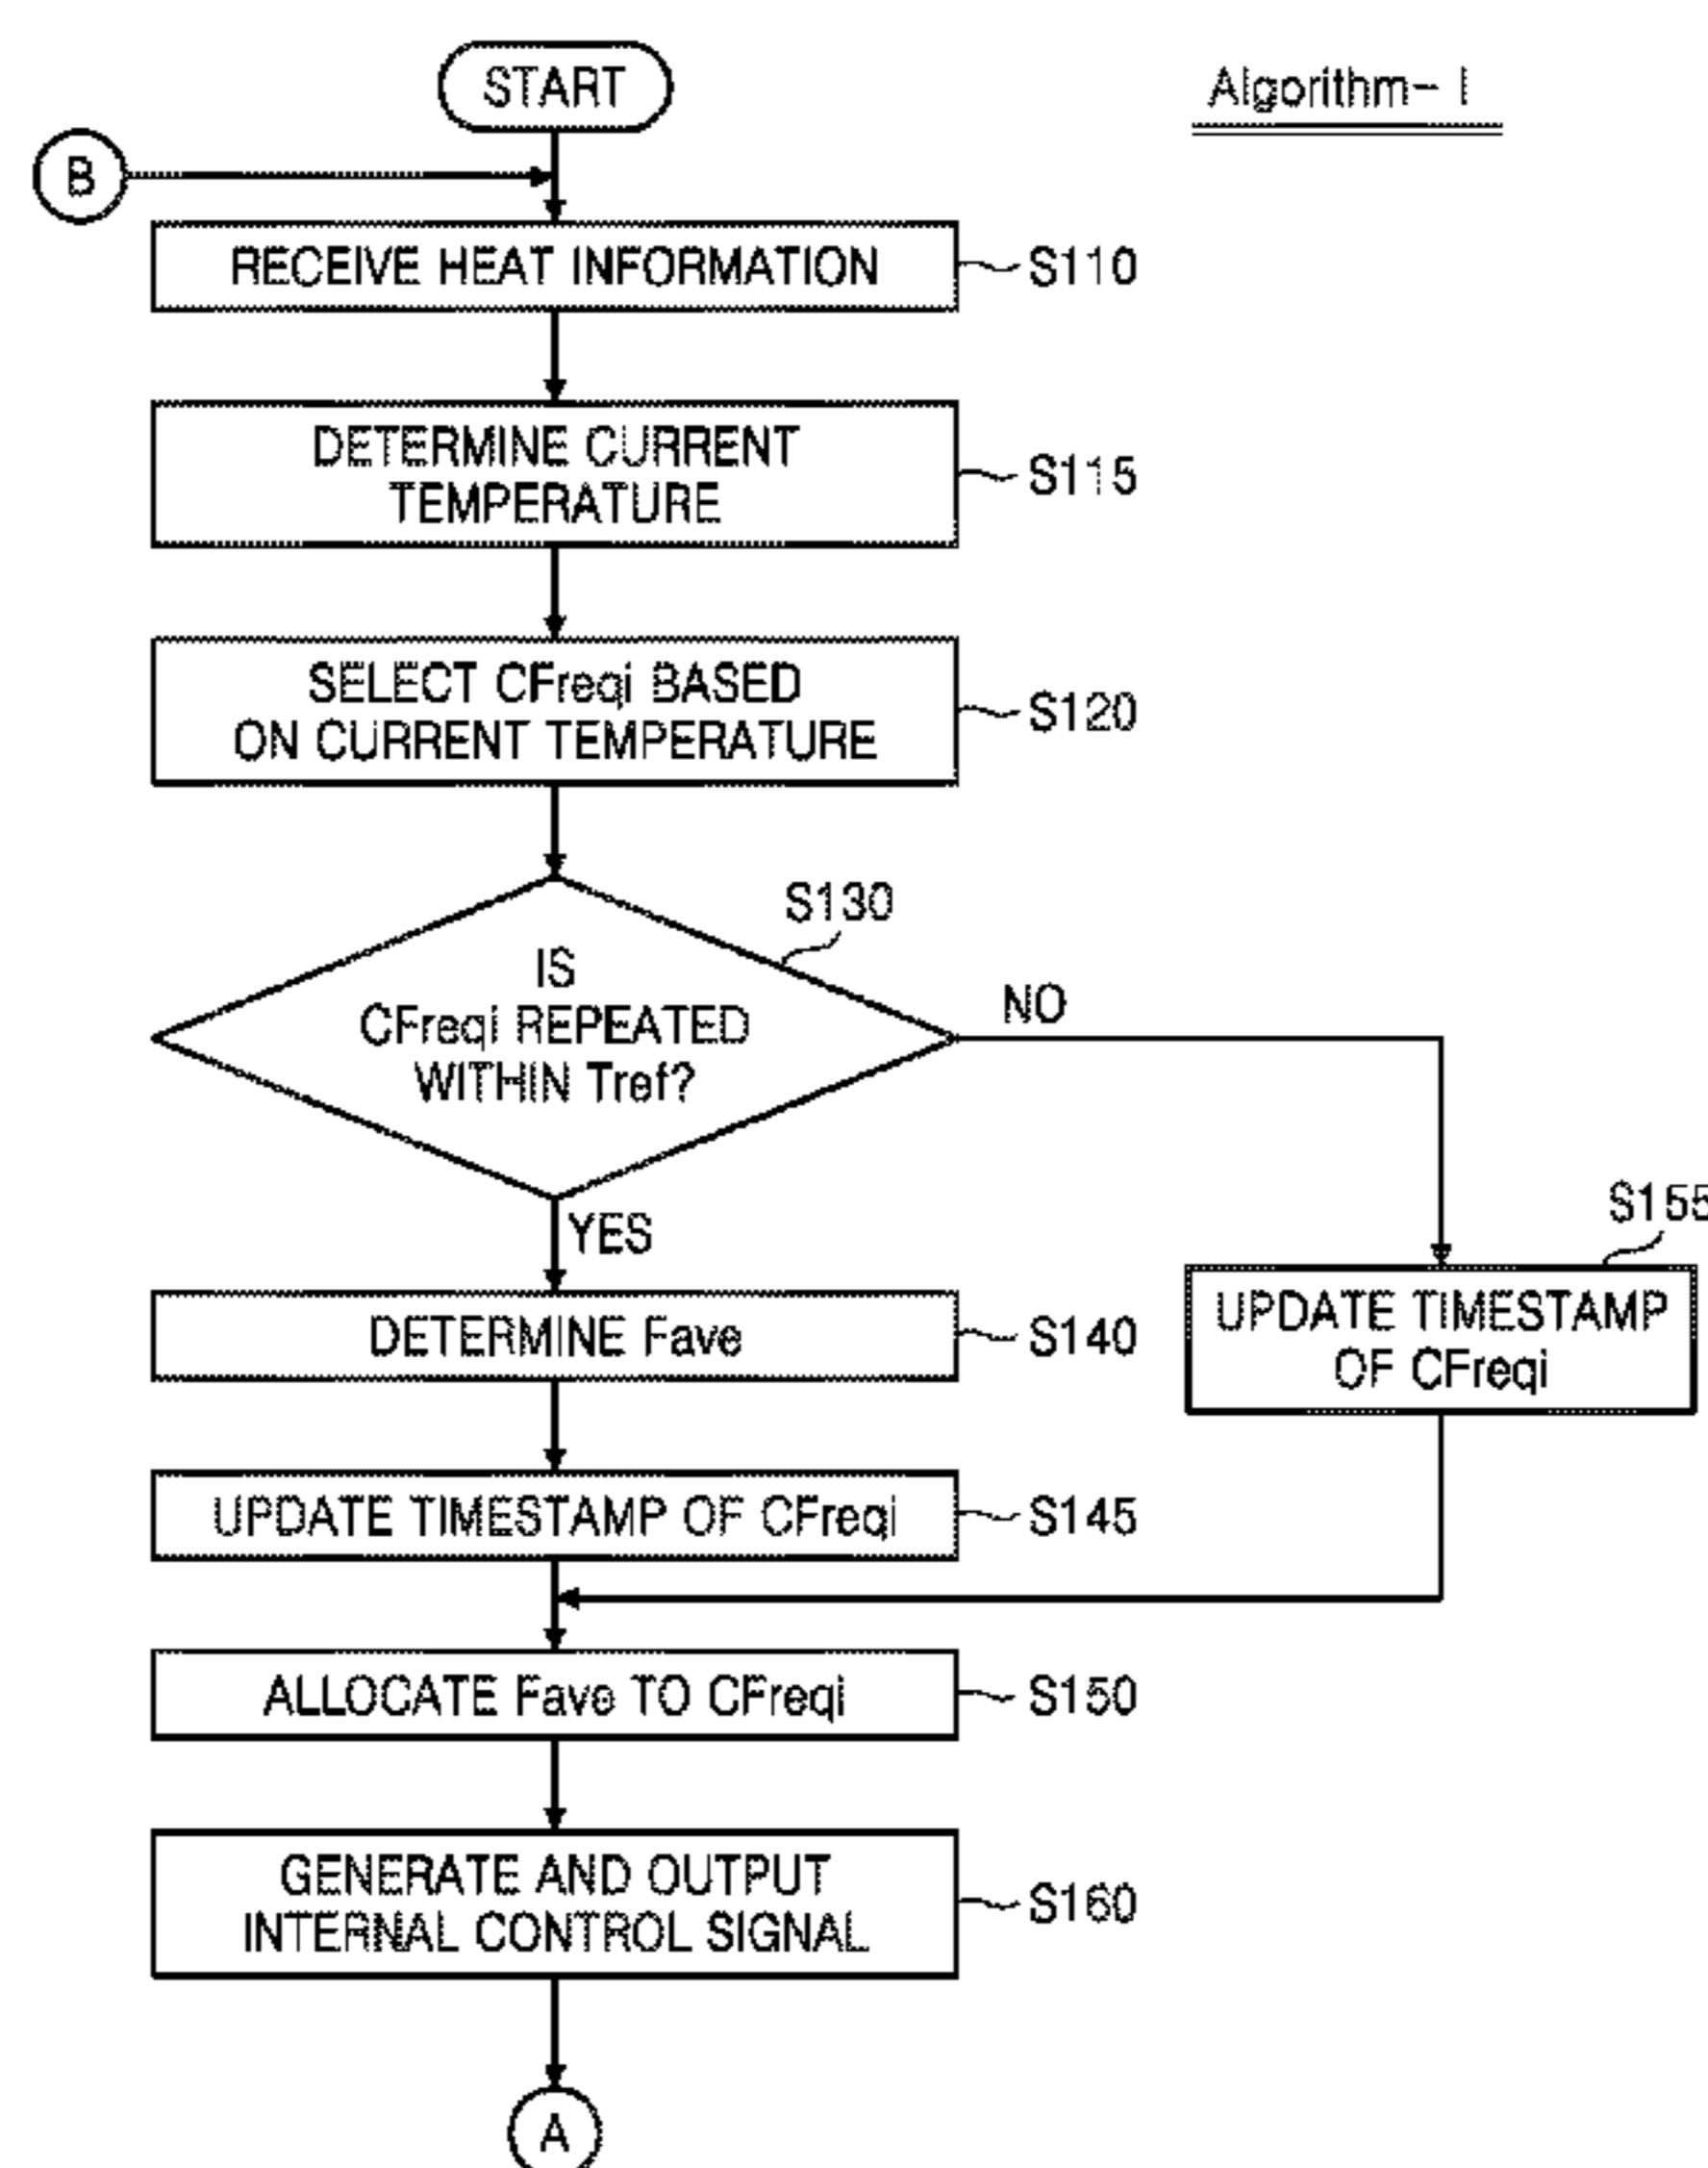 START
Algorithm- I
B
RECEIVE HEAT INFORMATION
S110
DETERMINE CURRENT
TEMPERATURE
S115
SELECT CFreqi BASED
ON CURRENT TEMPERATURE
S120
S130
IS
CFreqi REPEATED
WITHIN Tref?
NO
YES
S155
UPDATE TIMESTAMP
OF CFreqi
DETERMINE Fave
S140
UPDATE TIMESTAMP OF CFreqi
S145
ALLOCATE Fave TO CFreqi
S150
GENERATE AND OUTPUT
INTERNAL CONTROL SIGNAL
S160
A